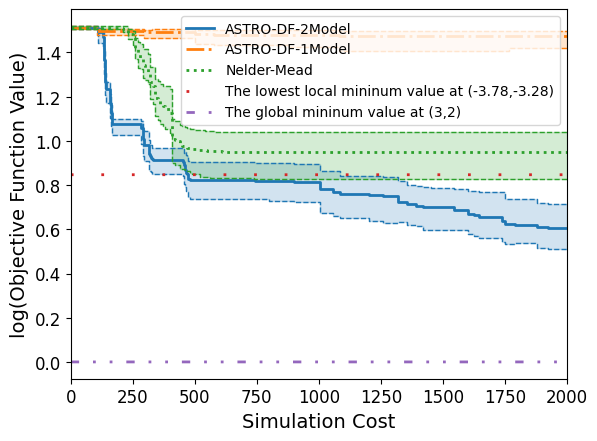 log(Objective Function Value)
1.4
1.2
1.0
0.8
0.6
0.4
0.2
0.0
ASTRO-DF-2Model
ASTRO-DF-1Model
Nelder-Mead
The lowest local mininum value at (-3.78,-3.28)
The global mininum value at (3,2)
0 250 500 750 1000 1250 1500 1750 2000
Simulation Cost